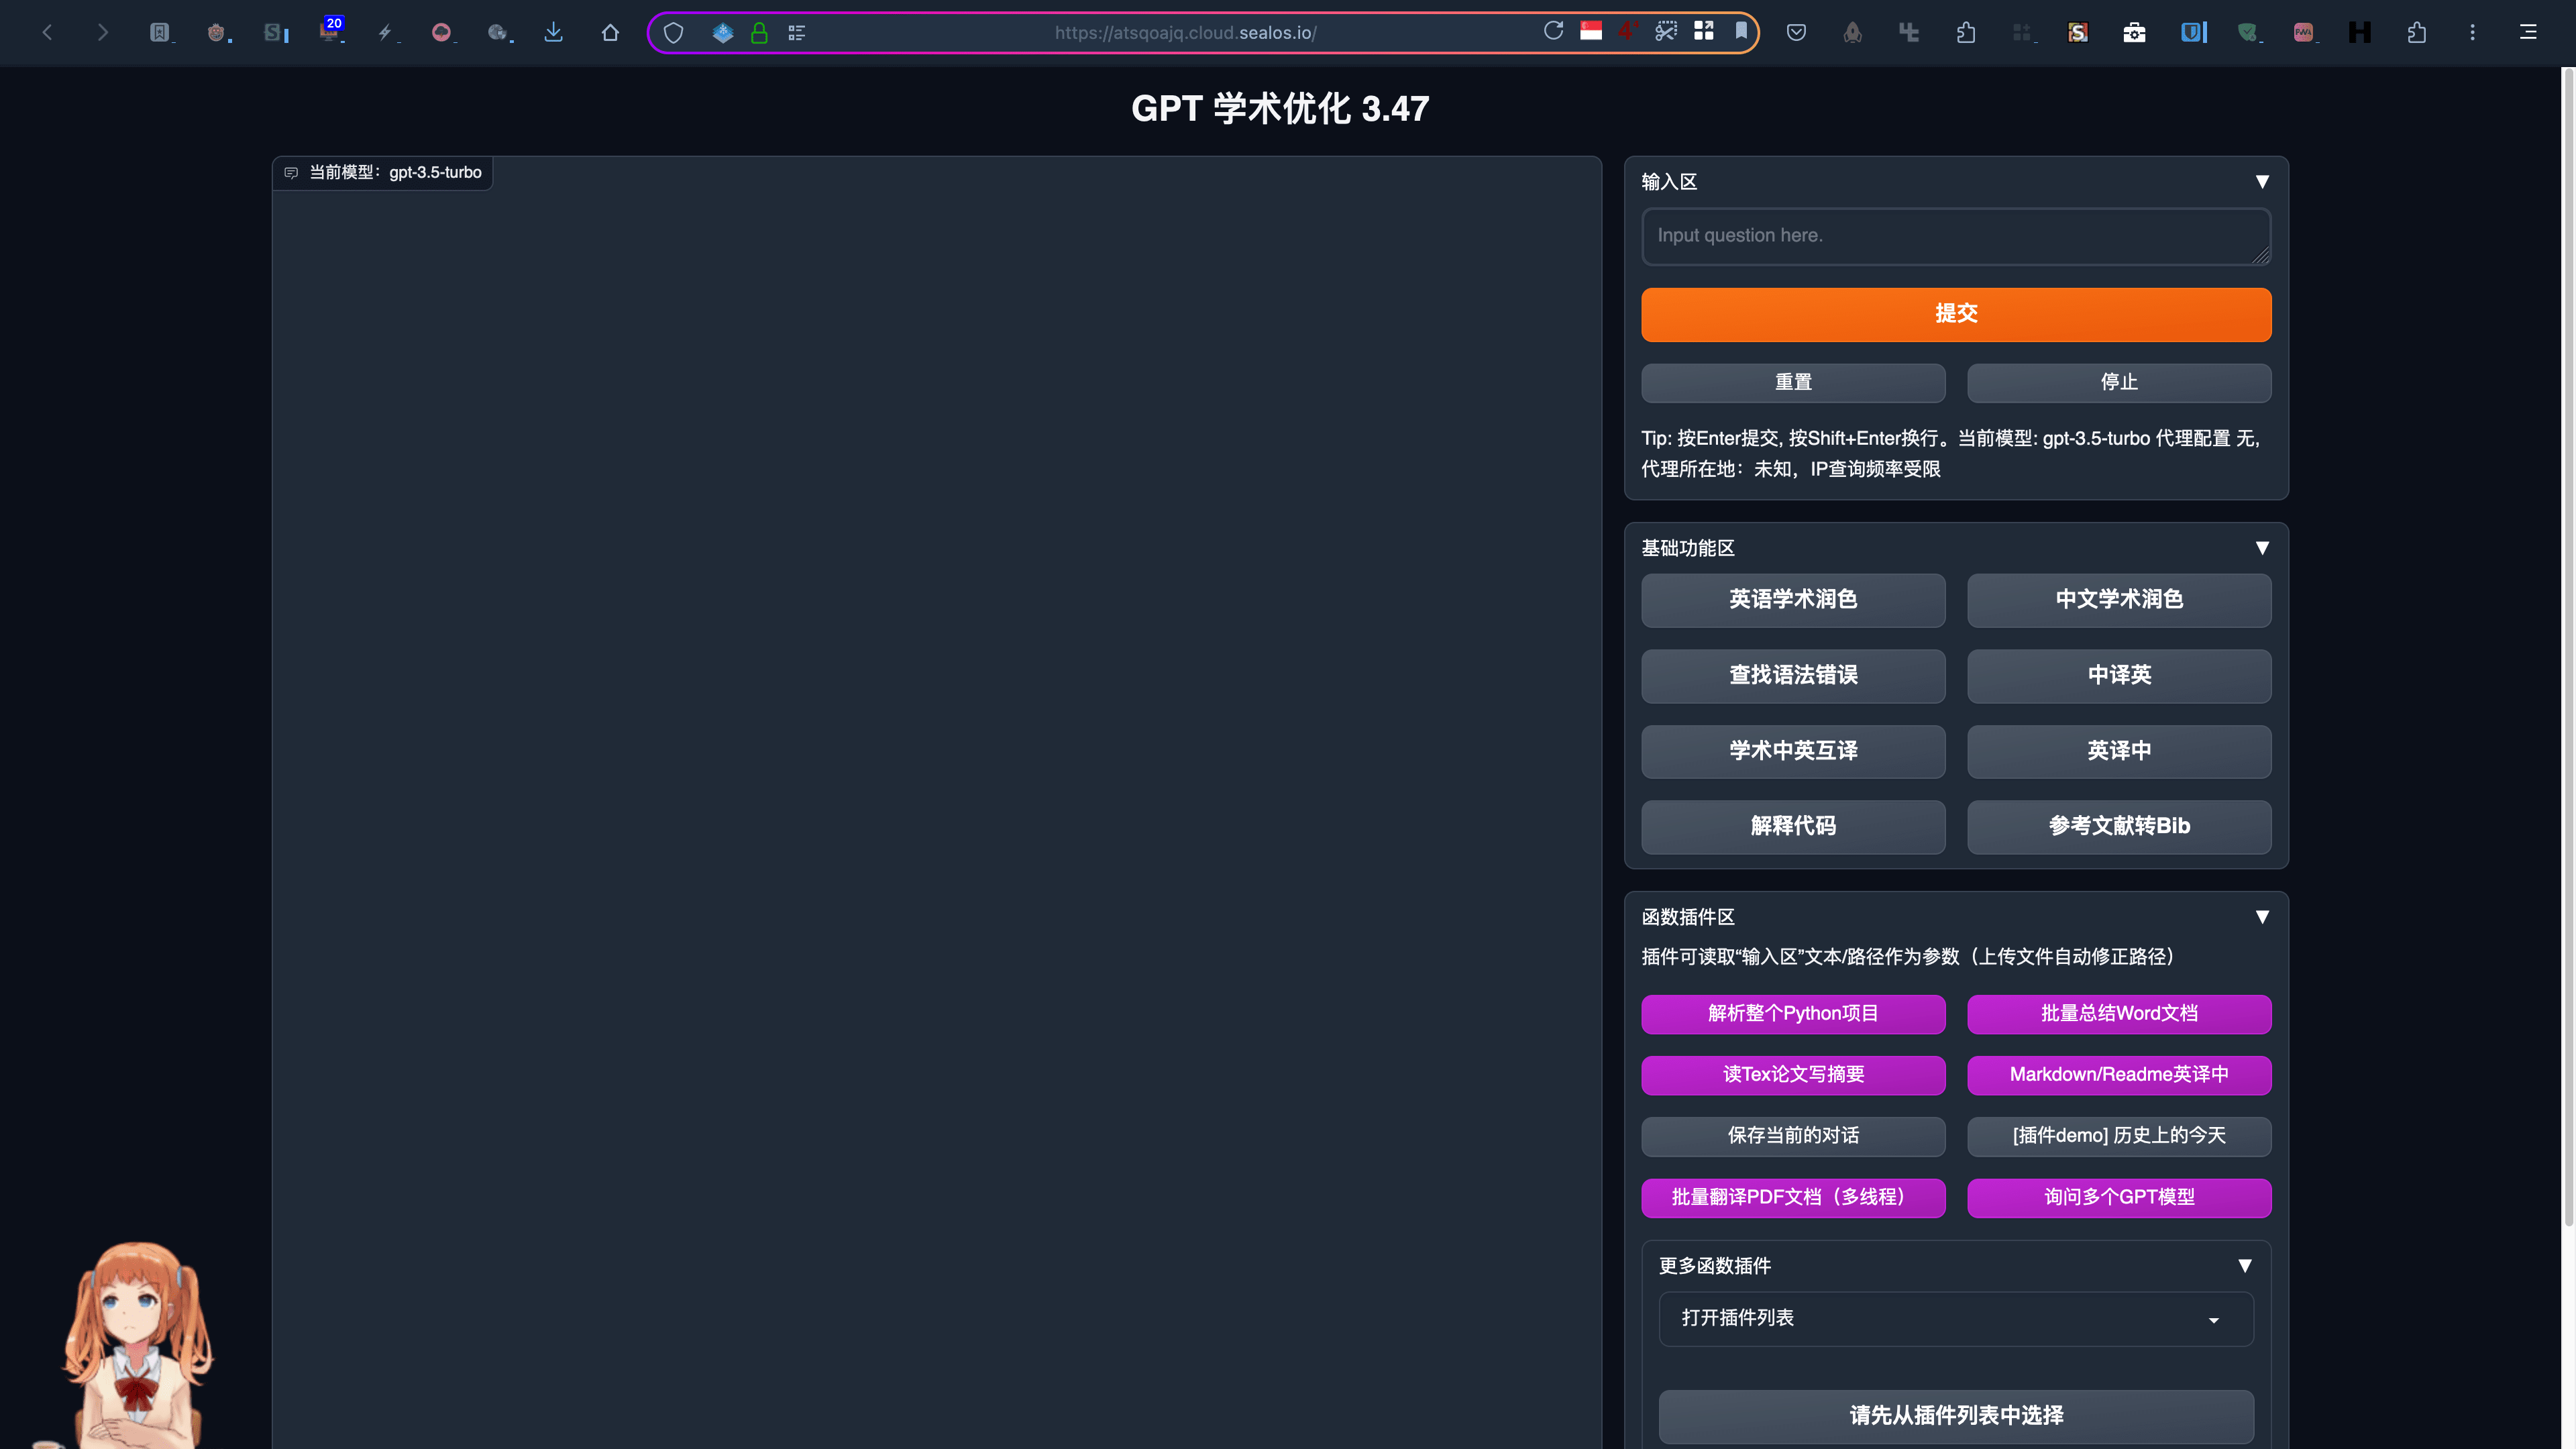 20
https://atsqoajq.cloud.sealos.io/
GPT 学术优化 3.47
当前模型：gpt-3.5-turbo
输入区
Input question here.
提交
重置
停止
Tip: 按Enter提交, 按Shift+Enter换行。当前模型: gpt-3.5-turbo 代理配置 无,
代理所在地：未知，IP查询频率受限
基础功能区
英语学术润色
中文学术润色
查找语法错误
中译英
学术中英互译
英译中
解释代码
参考文献转Bib
函数插件区
插件可读取“输入区”文本/路径作为参数（上传文件自动修正路径）
解析整个Python项目
批量总结Word文档
读Tex论文写摘要
Markdown/Readme英译中
保存当前的对话
[插件demo] 历史上的今天
批量翻译PDF文档（多线程）
询问多个GPT模型
更多函数插件
打开插件列表
请先从插件列表中选择